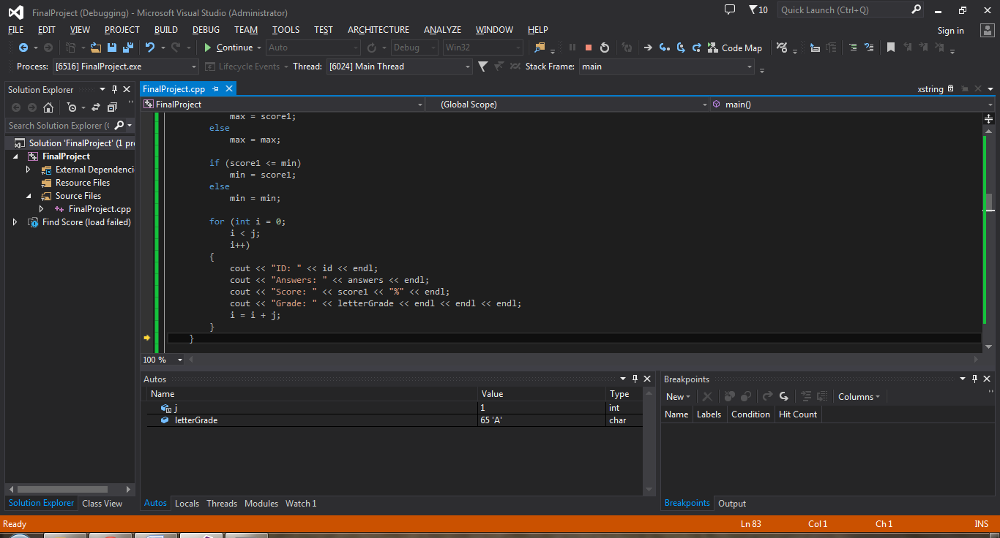 FinalProject (Debugging) - Microsoft Visual Studio (Administrator)
10
Quick Launch (Ctrl+Q)
FILE EDIT VIEW PROJECT BUILD DEBUG TEAM TOOLS TEST ARCHITECTURE ANALYZE WINDOW HELP
Sign in
Continue Auto Debug Win32 Code Map
Process: [6516] FinalProject.exe Lifecycle Events Thread: [6024] Main Thread Stack Frame: main
Solution Explorer
Search Solution Explorer (
Solution 'FinalProject' (1 pr
FinalProject
External Dependenci
Resource Files
Source Files
FinalProject.cpp
Find Score (load failed)
Solution Explorer Class View
FinalProject.cpp
xstring
FinalProject (Global Scope) main()
max = score1;
else
max = max;
if (score1 <= min)
min = score1;
else
min = min;
for (int i = 0;
i < j;
i++)
{
cout << "ID: " << id << endl;
cout << "Answers: " << answers << endl;
cout << "Score: " << score1 << "%" << endl;
cout << "Grade: " << letterGrade << endl << endl << endl;
i = i + j;
}
}
100 %
Autos
Name Value Type
j 1 int
letterGrade 65 'A' char
Autos Locals Threads Modules Watch 1
Breakpoints
New Columns
Name Labels Condition Hit Count
Breakpoints Output
Ready Ln 83 Col 1 Ch 1 INS